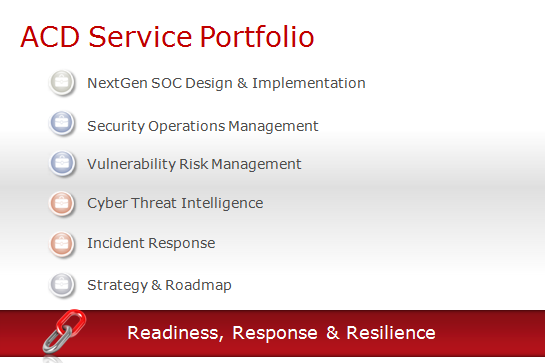 ACD Service Portfolio
NextGen SOC Design & Implementation
Security Operations Management
Vulnerability Risk Management
Cyber Threat Intelligence
Incident Response
Strategy & Roadmap
Readiness, Response & Resilience